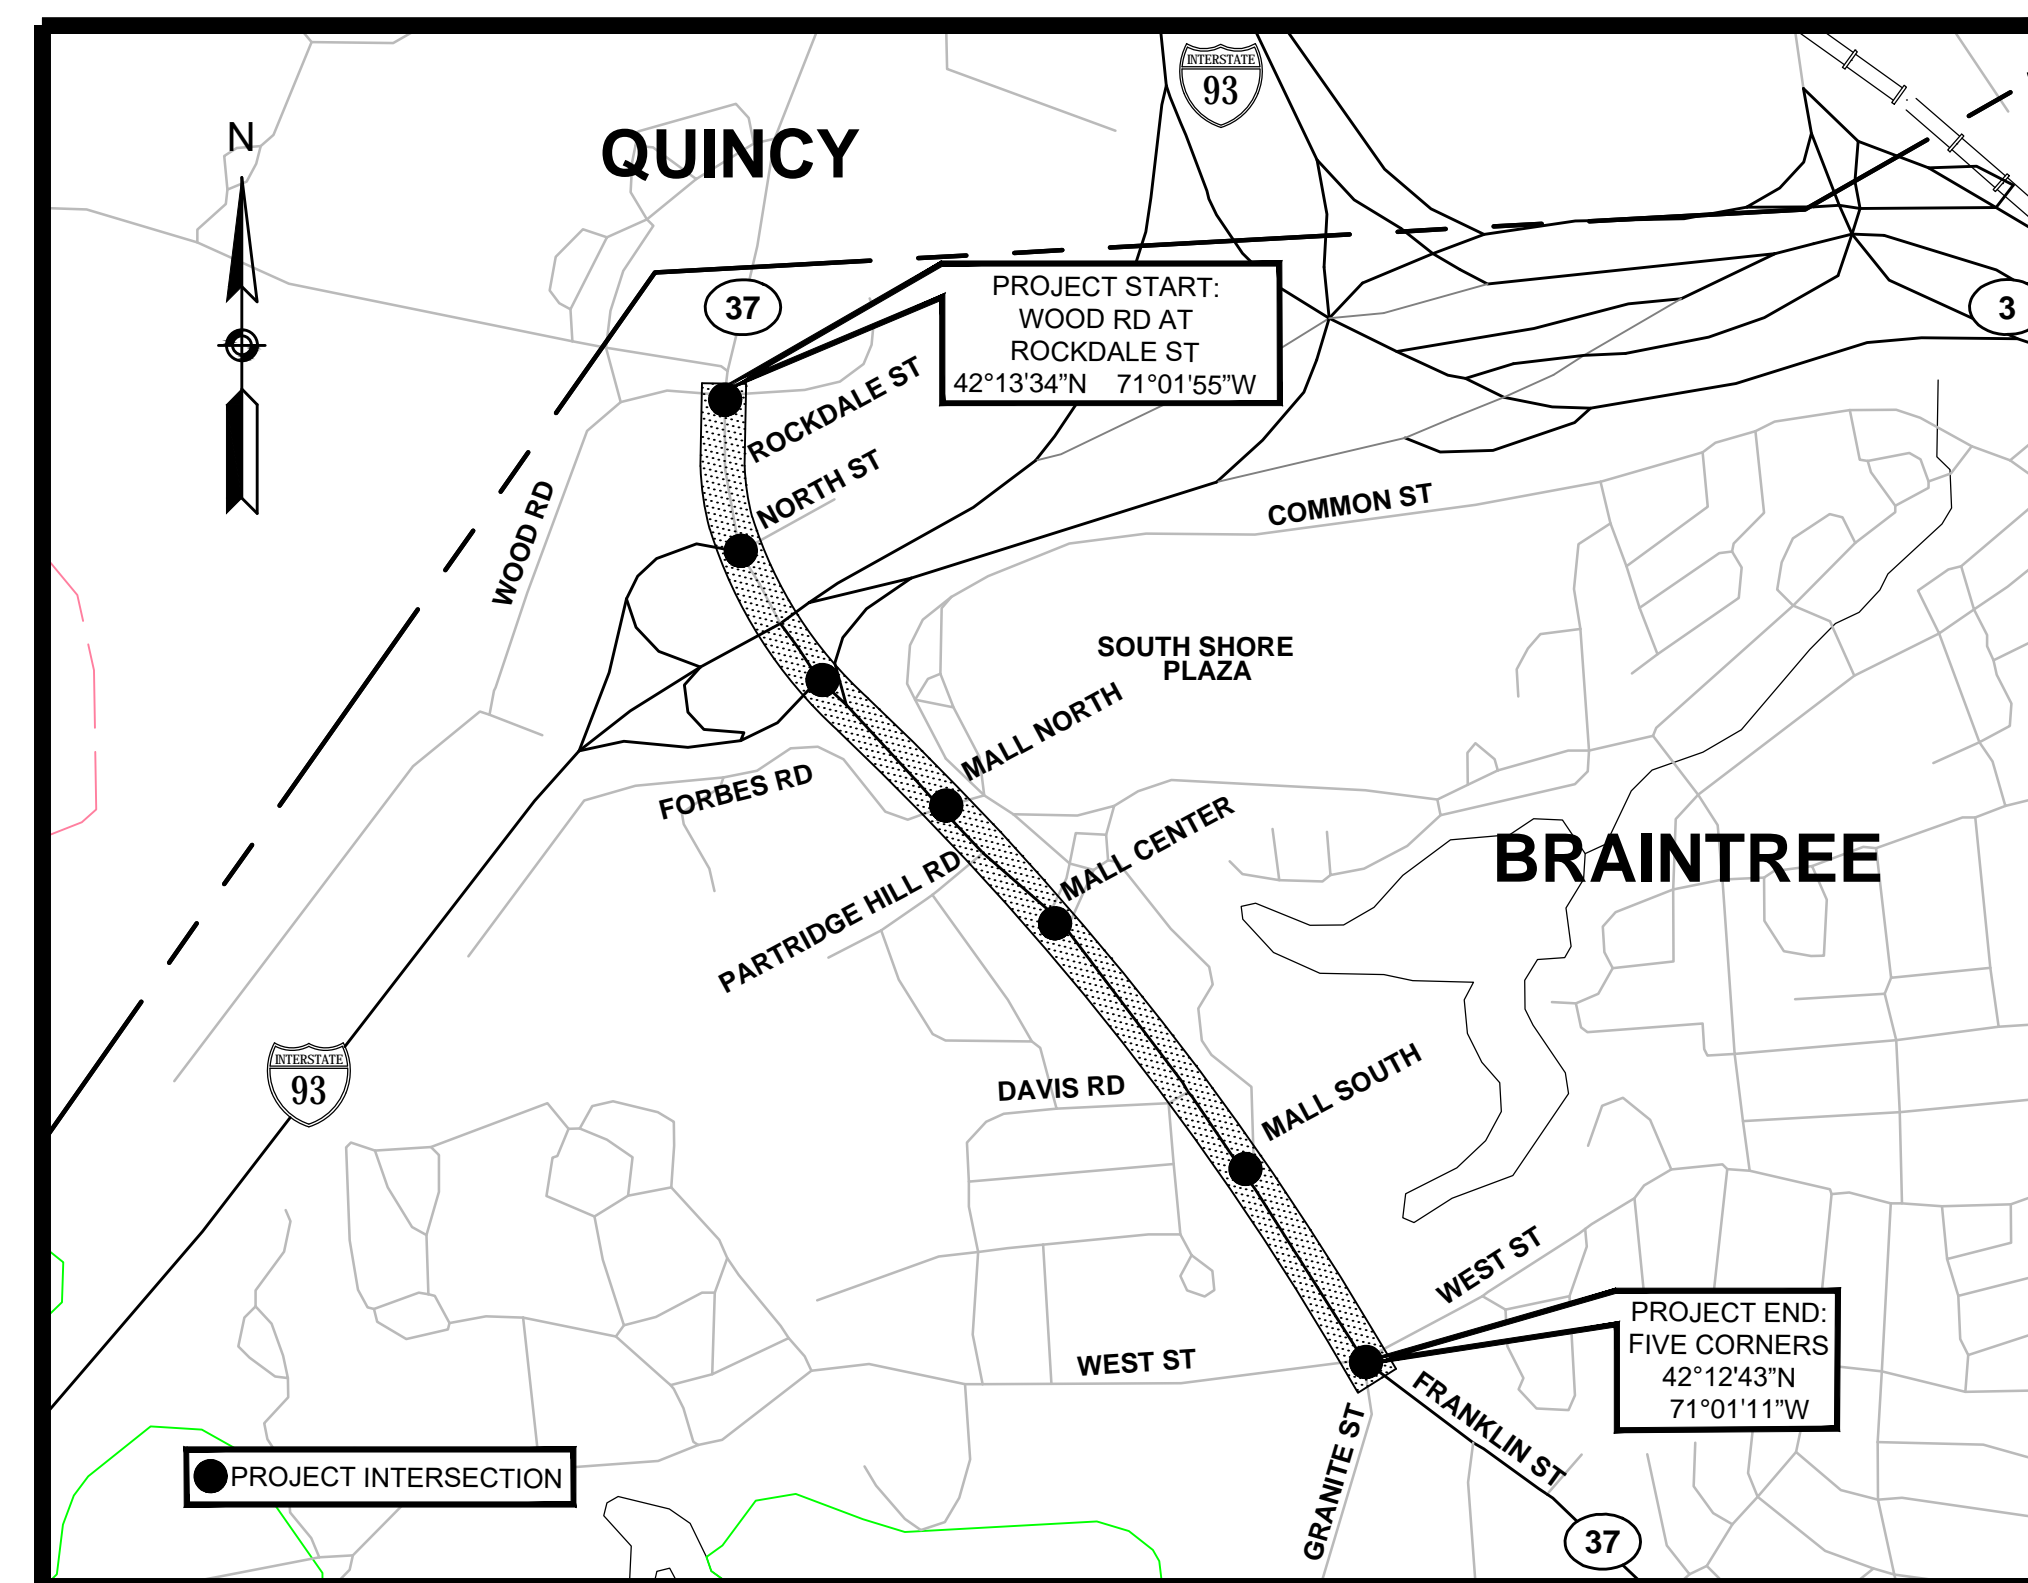 INTERSTATE
93
N
QUINCY
37
PROJECT START:
WOOD RD AT
ROCKDALE ST
42°13'34”N 71°01'55”W
3
ROCKDALE ST
NORTH ST
WOOD RD
COMMON ST
SOUTH SHORE
PLAZA
MALL NORTH
FORBES RD
MALL CENTER
BRAINTREE
PARTRIDGE HILL RD
INTERSTATE
93
DAVIS RD
MALL SOUTH
WEST ST
PROJECT END:
FIVE CORNERS
42°12'43”N
71°01'11”W
WEST ST
FRANKLIN ST
GRANITE ST
PROJECT INTERSECTION
37